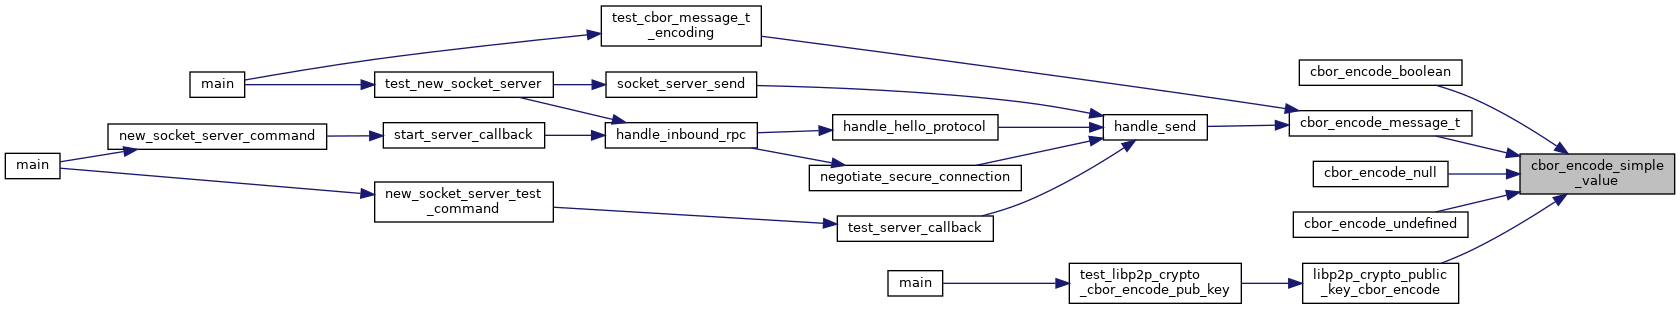 test_cbor_message_t
_encoding
main
test_new_socket_server
socket_server_send
cbor_encode_boolean
new_socket_server_command
start_server_callback
handle_inbound_rpc
handle_hello_protocol
handle_send
cbor_encode_message_t
main
negotiate_secure_connection
cbor_encode_null
cbor_encode_simple
_value
new_socket_server_test
_command
test_server_callback
cbor_encode_undefined
main
test_libp2p_crypto
_cbor_encode_pub_key
libp2p_crypto_public
_key_cbor_encode